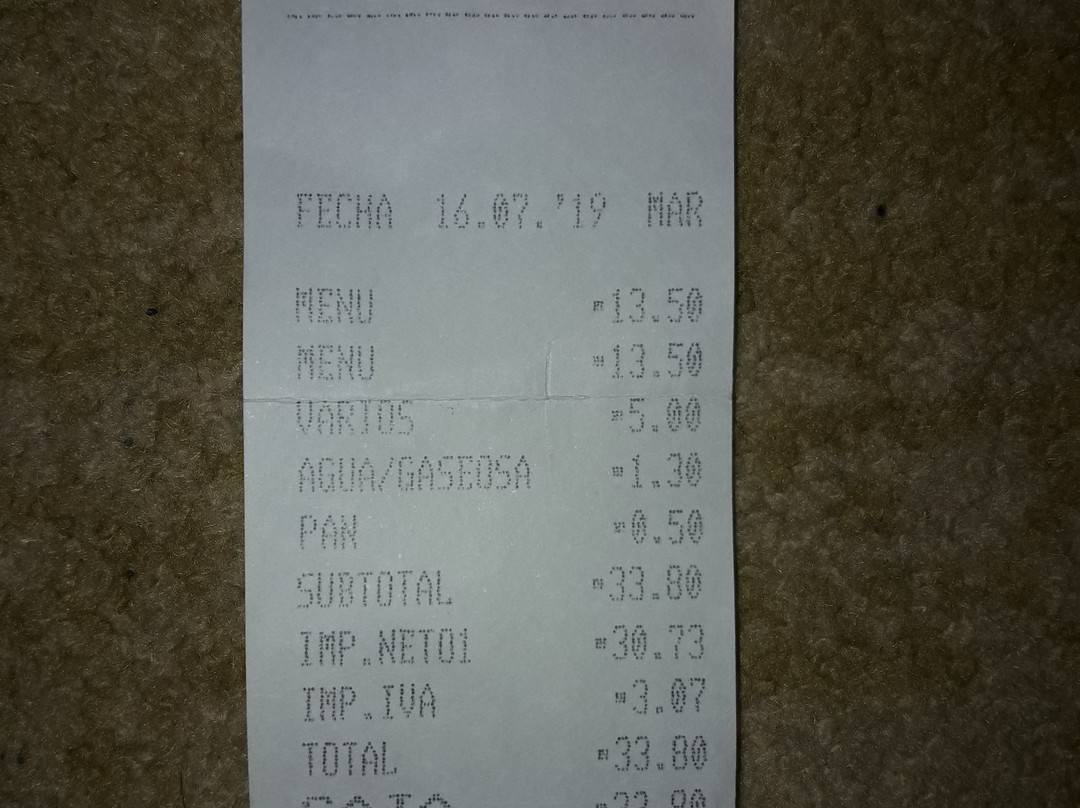 FECHA 16.07.'19 MAR
MENU 13.50
MENU 13.50
VARIOS 5.00
AGUA/GASEOSA 1.30
PAN 0.50
SUBTOTAL 33.80
IMP.NETO1 30.73
IMP.IVA 3.07
TOTAL 33.80